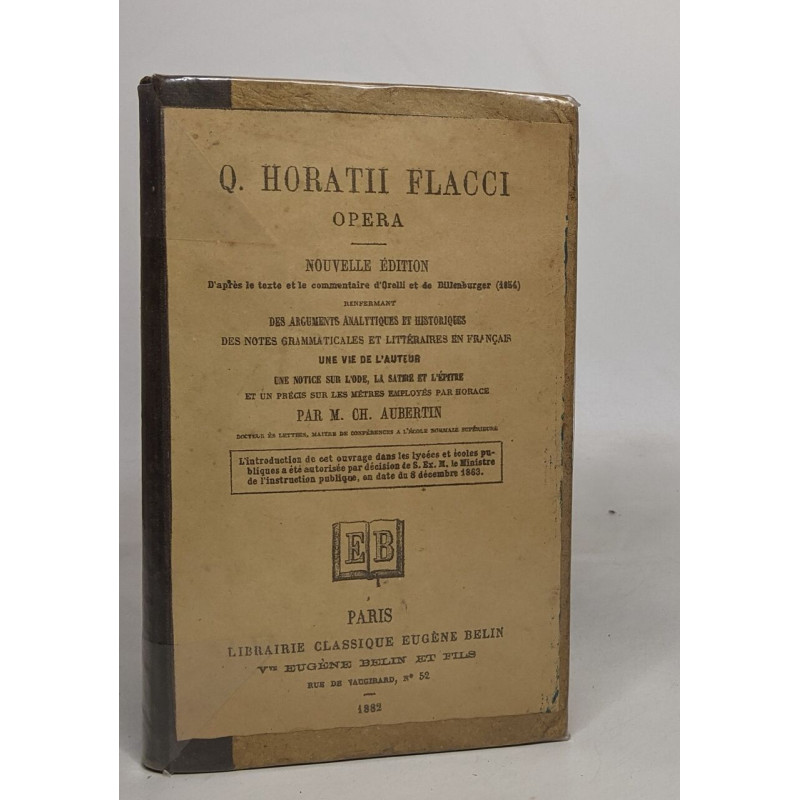 Q. HORATII FLACCI
OPERA
NOUVELLE ÉDITION
D'après le texte et le commentaire d'Orelli et de Dillenburger (1854)
RENFERMANT
DES ARGUMENTS ANALYTIQUES ET HISTORIQUES
DES NOTES GRAMMATICALES ET LITTÉRAIRES EN FRANÇAIS
UNE VIE DE L'AUTEUR
UNE NOTICE SUR L'ODE, LA SATIRE ET L'ÉPITRE
ET UN PRÉCIS SUR LES MÈTRES EMPLOYÉS PAR HORACE
PAR M. CH. AUBERTIN
DOCTEUR ÈS LETTRES, MAITRE DE CONFÉRENCES A L'ÉCOLE NORMALE SUPÉRIEURE
L'introduction de cet ouvrage dans les lycées et écoles pu-
bliques a été autorisée par décision de S. Ex. M. le Ministre
de l'instruction publique, en date du 8 décembre 1863.
EB
PARIS
LIBRAIRIE CLASSIQUE EUGÈNE BELIN
Vve EUGÈNE BELIN ET FILS
RUE DE VAUGIRARD, N° 52
1882